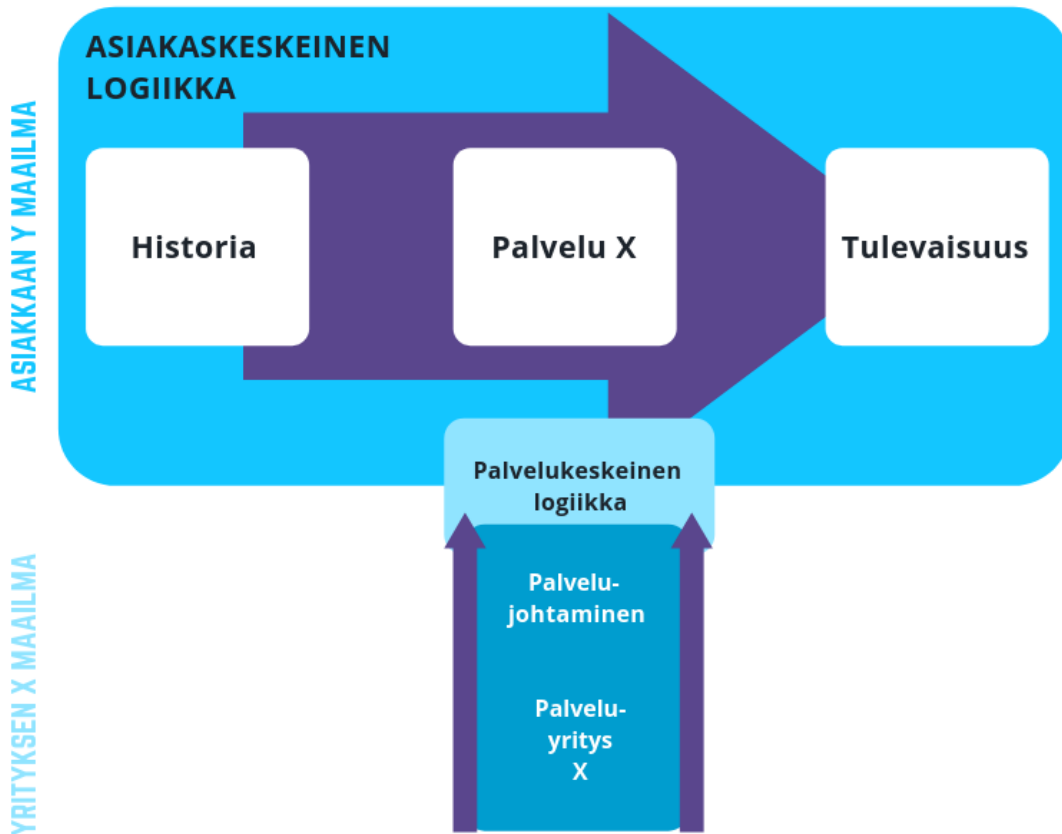 ASIAKASKESKEINEN
LOGIIKKA
ASIAKKAAN Y MAAILMA
Historia
Palvelu X
Tulevaisuus
Palvelukeskeinen
logiikka
YRITYKSEN X MAAILMA
Palvelu-
johtaminen
Palvelu-
yritys
X